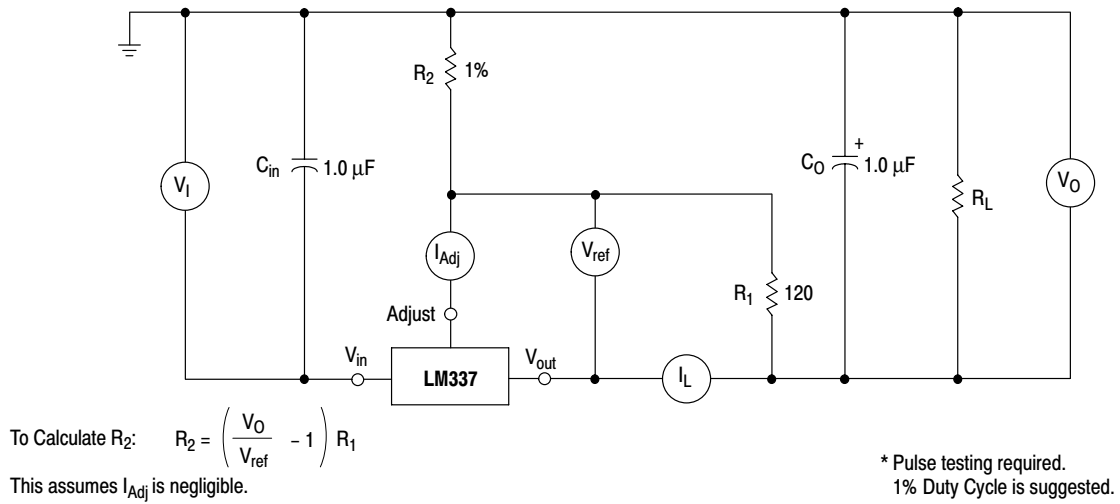 R2 1%
Cin 1.0 μF
CO + 1.0 μF
VI
RL
VO
IAdj
Vref
R1 120
Adjust
Vin
LM337
Vout
IL
To Calculate R2: R2 = ( VO / Vref – 1 ) R1
This assumes IAdj is negligible.
* Pulse testing required.
1% Duty Cycle is suggested.